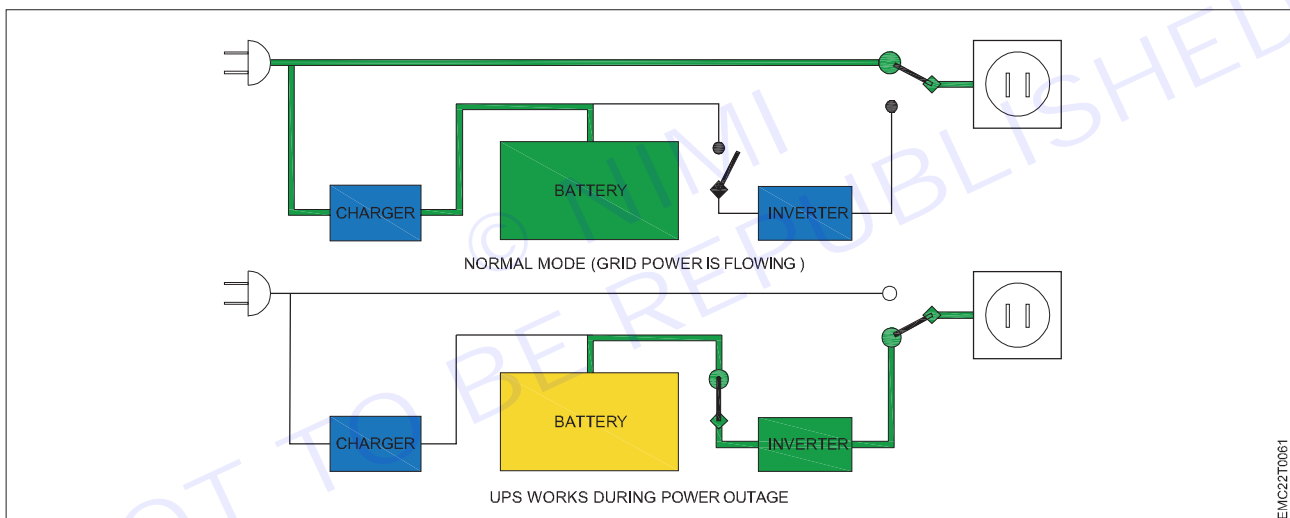 CHARGER
BATTERY
INVERTER
NORMAL MODE (GRID POWER IS FLOWING )
CHARGER
BATTERY
INVERTER
UPS WORKS DURING POWER OUTAGE
EMC22T0061
© NIMI
NOT TO BE REPUBLISHED